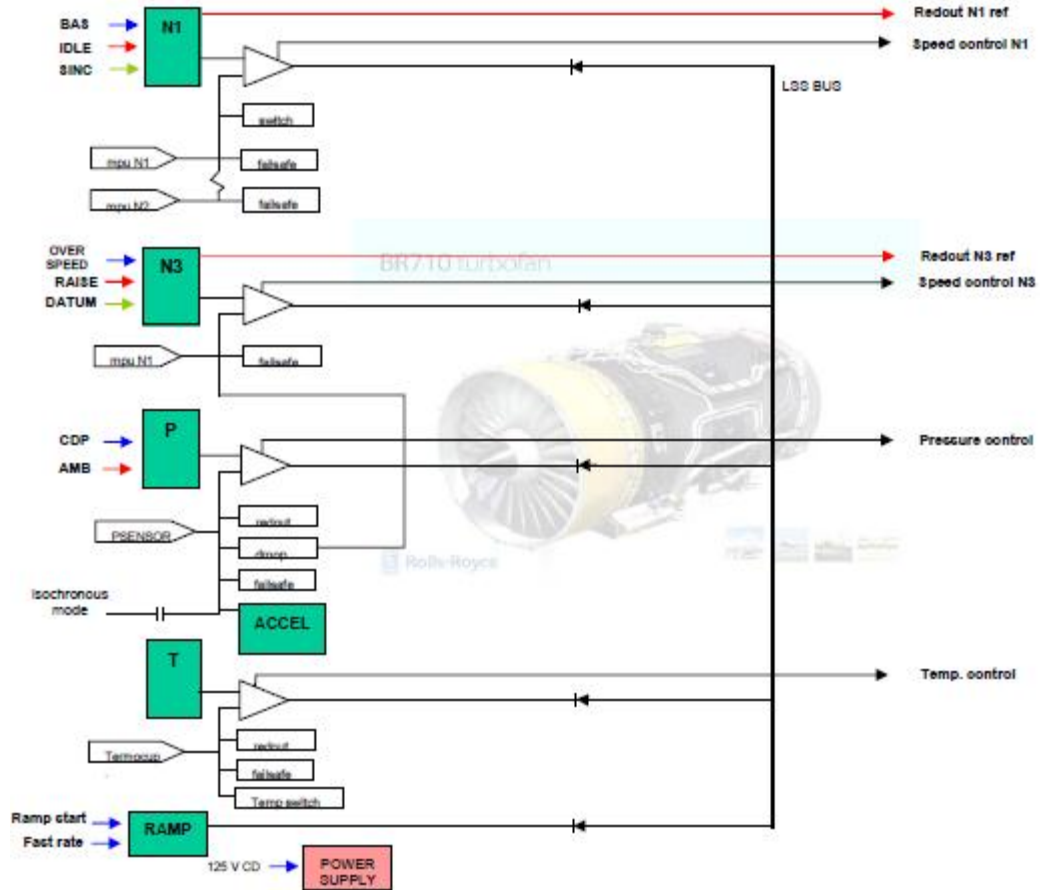 BAS
IDLE
SINC
N1
Redout N1 ref
Speed control N1
LSS BUS
switch
mpu N1
failsafe
mpu N2
failsafe
OVER
SPEED
RAISE
DATUM
N3
BR710 turbofan
Redout N3 ref
Speed control N3
mpu N1
failsafe
CDP
AMB
P
Pressure control
PSENSOR
redout
droop
failsafe
Rolls-Royce
Isochronous
mode
ACCEL
T
Temp. control
Termocup
redout
failsafe
Temp switch
Ramp start
Fast rate
RAMP
125 V CD
POWER
SUPPLY